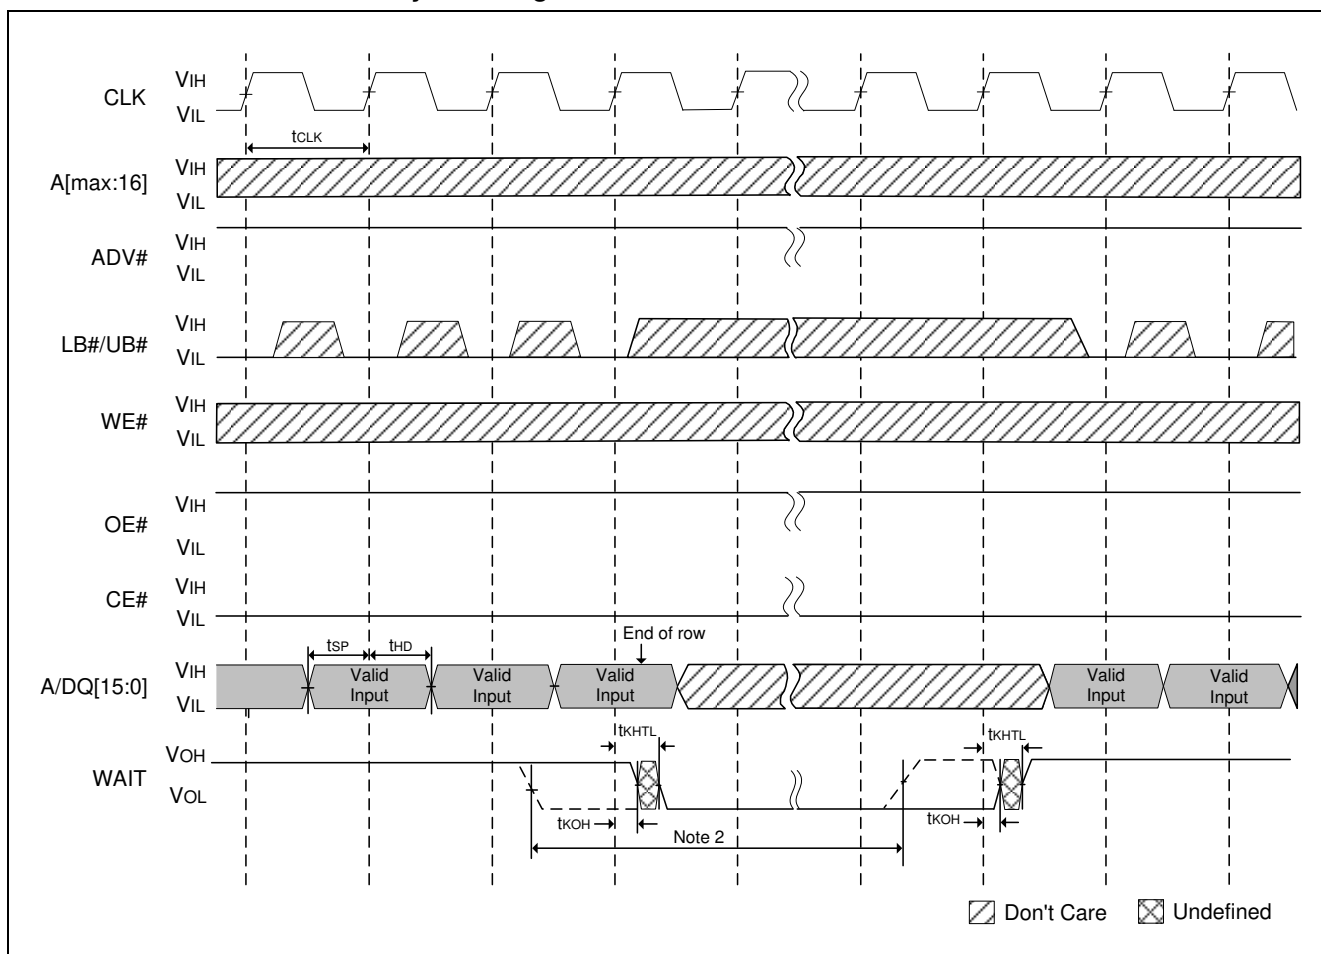 CLK
VIH
VIL
tCLK
A[max:16]
VIH
VIL
ADV#
VIH
VIL
LB#/UB#
VIH
VIL
WE#
VIH
VIL
OE#
VIH
VIL
CE#
VIH
VIL
A/DQ[15:0]
VIH
VIL
tSP
tHD
End of row
Valid
Input
Valid
Input
Valid
Input
Valid
Input
Valid
Input
WAIT
VOH
VOL
tKHTL
tKHTL
tKOH
tKOH
Note 2
Don't Care
Undefined